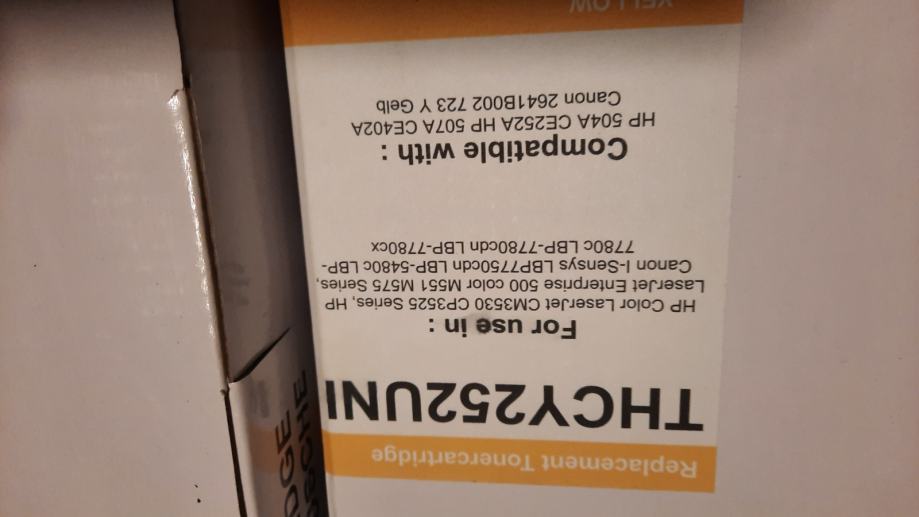 Replacement Tonercartridge
THCY252UNI
For use in :
HP Color LaserJet CM3530 CP3525 Series, HP
LaserJet Enterprise 500 color M551 M575 Series,
Canon I-Sensys LBP7750cdn LBP-5480c LBP-
7780c LBP-7780cdn LBP-7780cx
Compatible with :
HP 504A CE252A HP 507A CE402A
Canon 2641B002 723 Y Gelb
YELLOW